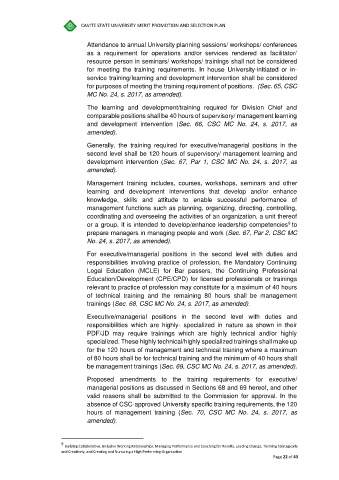 CAVITE STATE UNIVERSITY MERIT PROMOTION AND SELECTION PLAN
Attendance to annual University planning sessions/ workshops/ conferences
as a requirement for operations and/or services rendered as facilitator/
resource person in seminars/ workshops/ trainings shall not be considered
for meeting the training requirements. In house University-initiated or in-
service training/learning and development intervention shall be considered
for purposes of meeting the training requirement of positions. (Sec. 65, CSC
MC No. 24, s. 2017, as amended).
The learning and development/training required for Division Chief and
comparable positions shall be 40 hours of supervisory/ management learning
and development intervention (Sec. 66, CSC MC No. 24, s. 2017, as
amended).
Generally, the training required for executive/managerial positions in the
second level shall be 120 hours of supervisory/ management learning and
development intervention (Sec. 67, Par 1, CSC MC No. 24, s. 2017, as
amended).
Management training includes, courses, workshops, seminars and other
learning and development interventions that develop and/or enhance
knowledge, skills and attitude to enable successful performance of
management functions such as planning, organizing, directing, controlling,
coordinating and overseeing the activities of an organization, a unit thereof
or a group. It is intended to develop/enhance leadership competencies9 to
prepare managers in managing people and work (Sec. 67, Par 2, CSC MC
No. 24, s. 2017, as amended).
For executive/managerial positions in the second level with duties and
responsibilities involving practice of profession, the Mandatory Continuing
Legal Education (MCLE) for Bar passers, the Continuing Professional
Education/Development (CPE/CPD) for licensed professionals or trainings
relevant to practice of profession may constitute for a maximum of 40 hours
of technical training and the remaining 80 hours shall be management
trainings (Sec. 68, CSC MC No. 24, s. 2017, as amended).
Executive/managerial positions in the second level with duties and
responsibilities which are highly- specialized in nature as shown in their
PDF/JD may require trainings which are highly technical and/or highly
specialized. These highly technical/highly specialized trainings shall make up
for the 120 hours of management and technical training where a maximum
of 80 hours shall be for technical training and the minimum of 40 hours shall
be management trainings (Sec. 69, CSC MC No. 24, s. 2017, as amended).
Proposed amendments to the training requirements for executive/
managerial positions as discussed in Sections 68 and 69 hereof, and other
valid reasons shall be submitted to the Commission for approval. In the
absence of CSC-approved University specific training requirements, the 120
hours of management training (Sec. 70, CSC MC No. 24, s. 2017, as
amended).
9 Building Collaborative, Inclusive Working Relationships, Managing Performance and Coaching for Results, Leading Change, Thinking Strategically
and Creatively, and Creating and Nurturing a High Performing Organization
Page 22 of 43